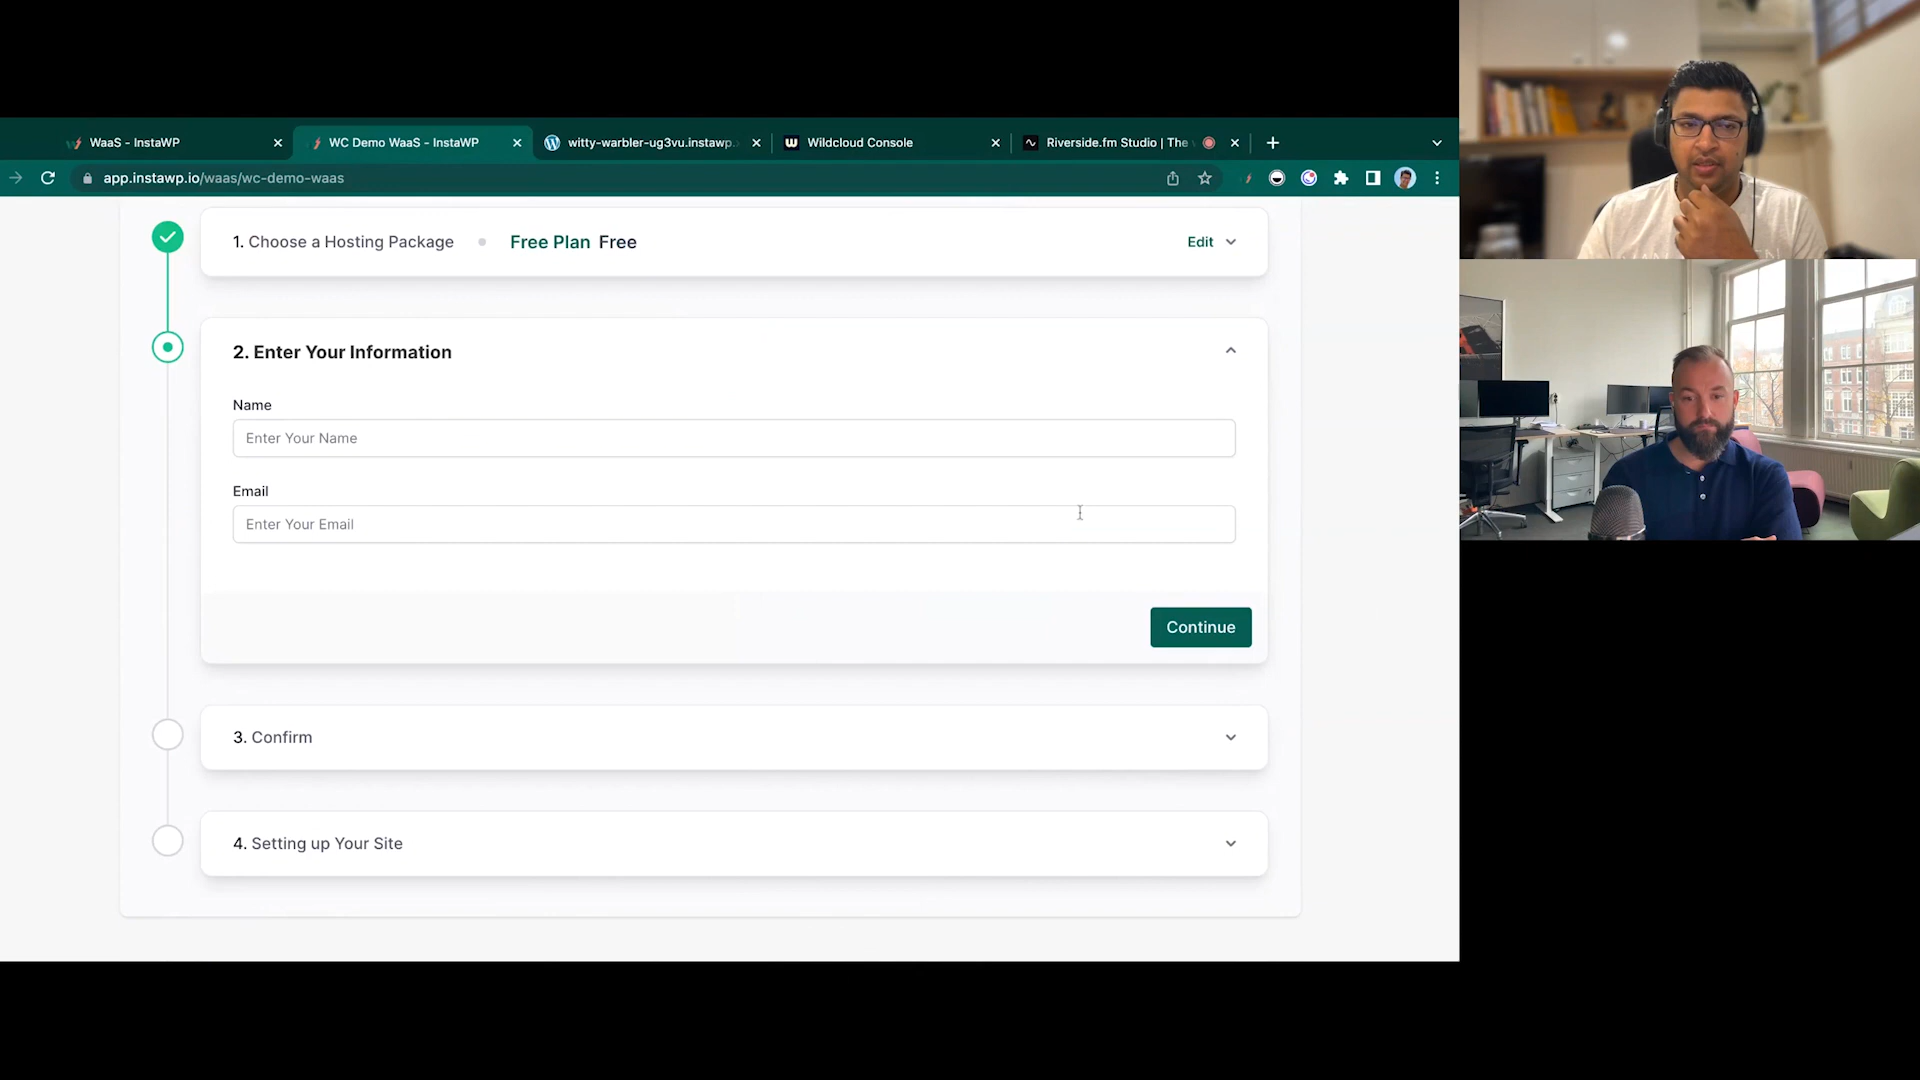 WaaS - InstaWP
WC Demo WaaS - InstaWP
witty-warbler-ug3vu.instawp.
Wildcloud Console
Riverside.fm Studio | The
app.instawp.io/waas/wc-demo-waas
1. Choose a Hosting Package
Free Plan Free
Edit
2. Enter Your Information
Name
Enter Your Name
Email
Enter Your Email
Continue
3. Confirm
4. Setting up Your Site